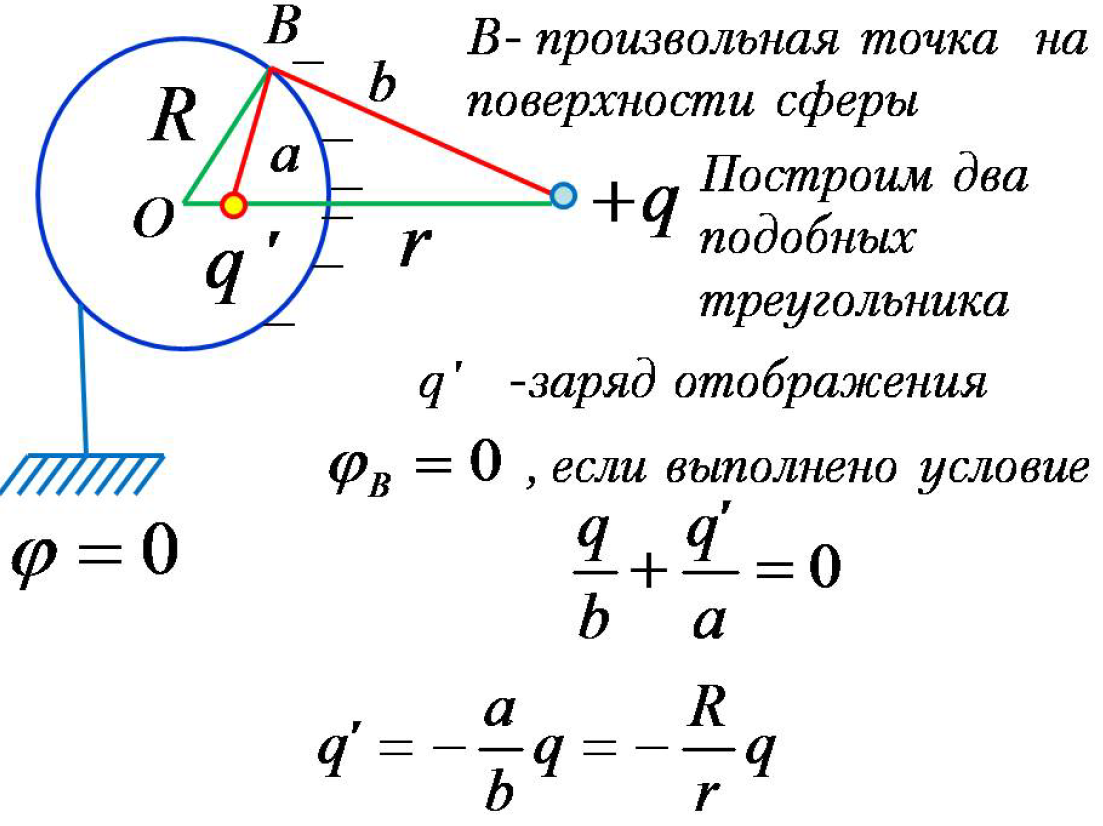 B
B- произвольная точка на
поверхности сферы
b
R
a
O
q'
r
+q
Построим два
подобных
треугольника
q' -заряд отображения
φ_B = 0 , если выполнено условие
φ = 0
q/b + q'/a = 0
q' = - a/b q = - R/r q